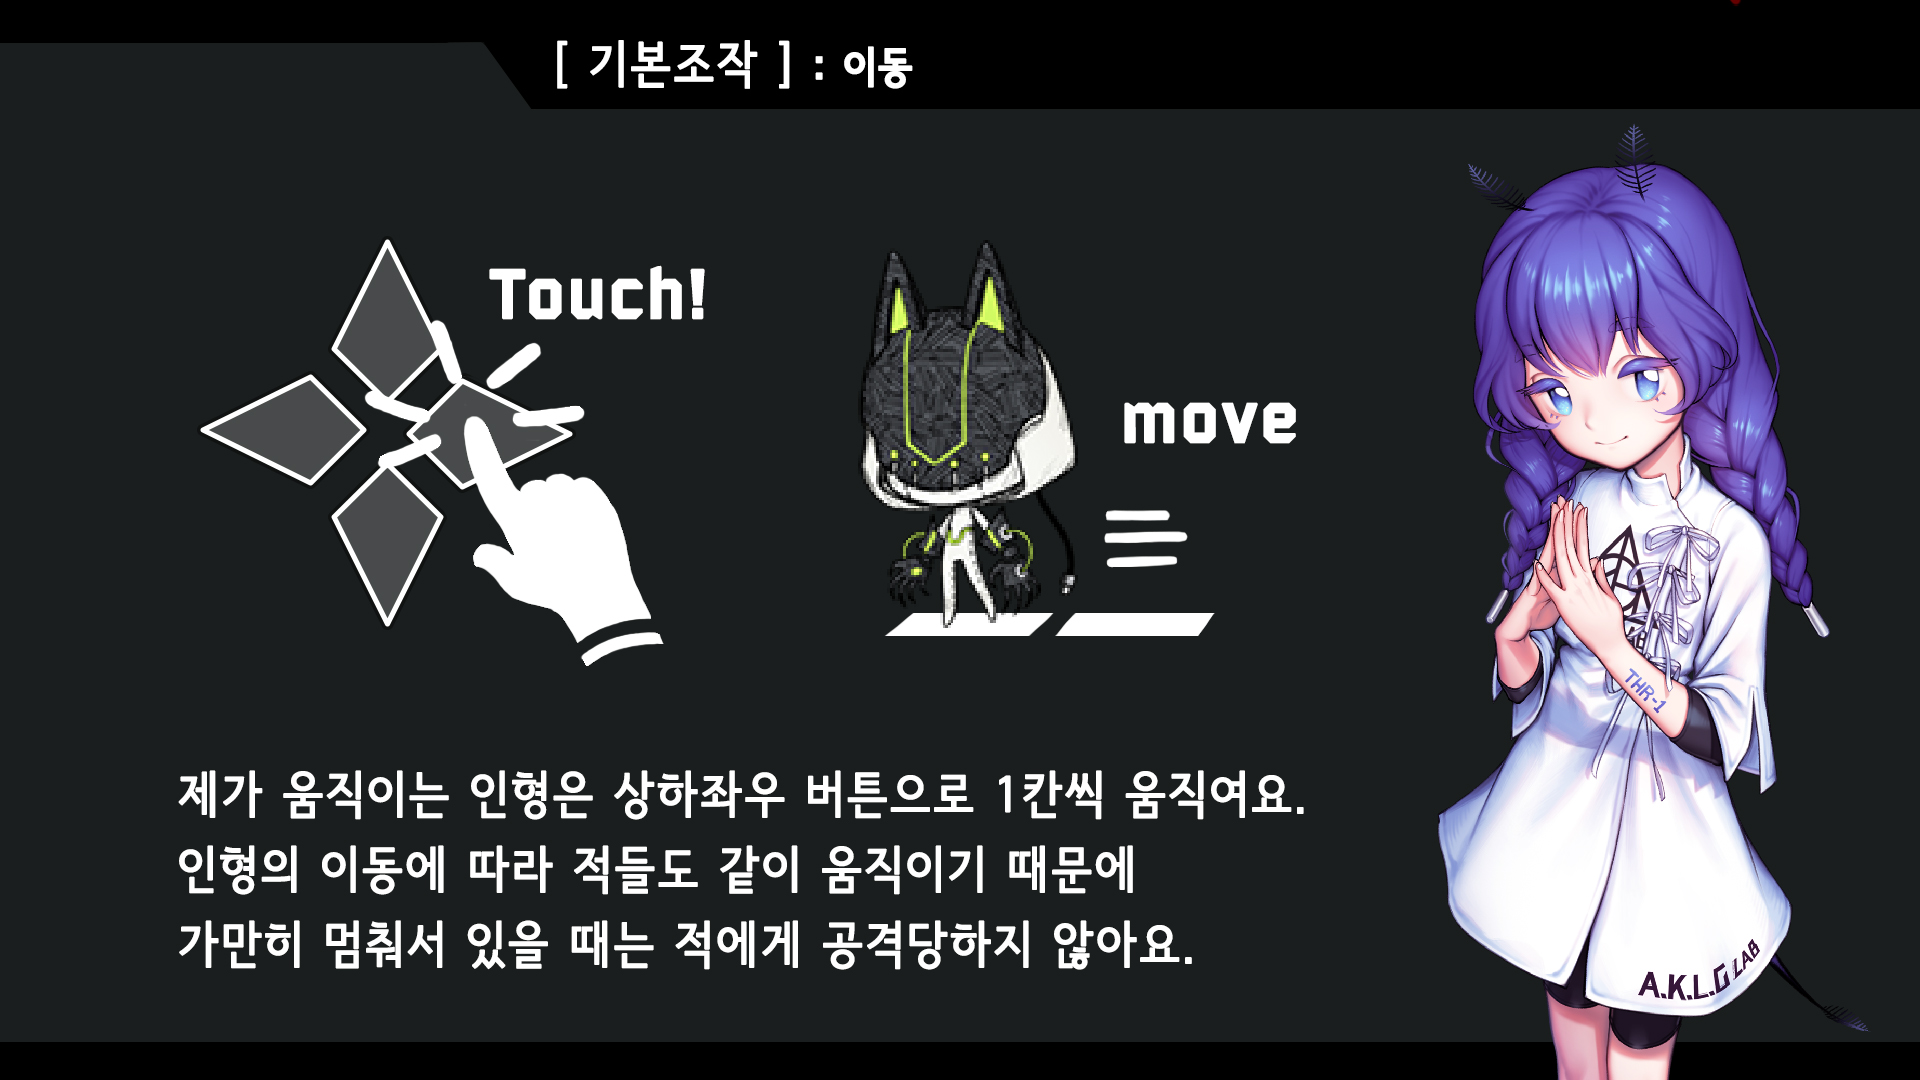 [ 기본조작 ] : 이동
Touch!
move
제가 움직이는 인형은 상하좌우 버튼으로 1칸씩 움직여요.
인형의 이동에 따라 적들도 같이 움직이기 때문에
가만히 멈춰서 있을 때는 적에게 공격당하지 않아요.
THR-1
A.K.L.G LAB